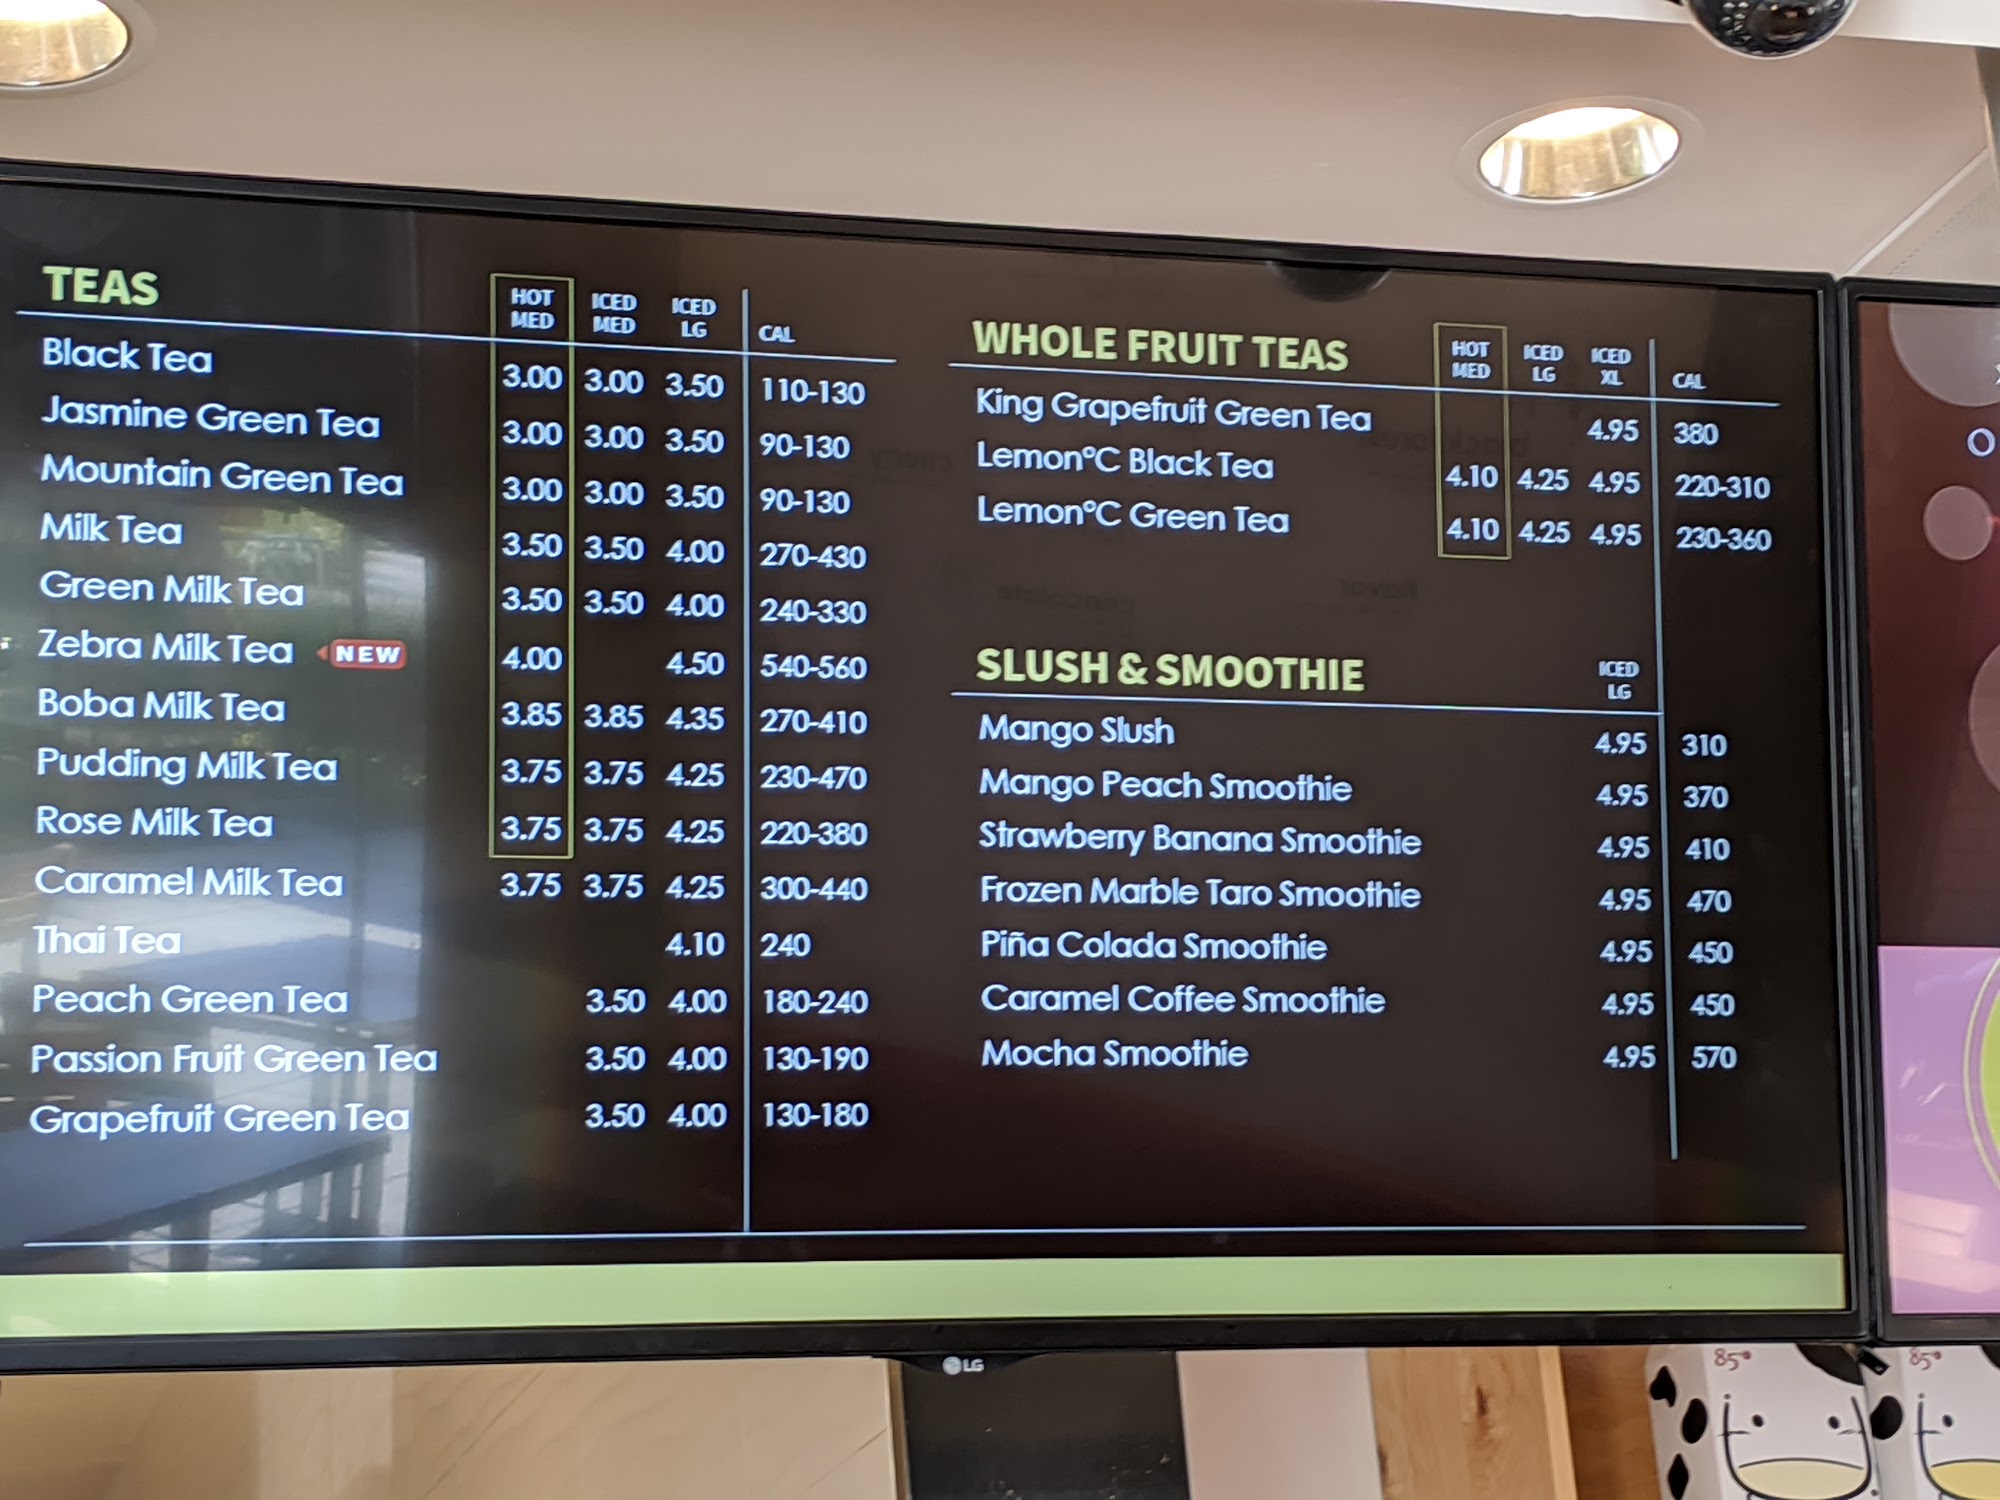 TEAS HOT MED ICED MED ICED LG CAL
Black Tea 3.00 3.00 3.50 110-130
Jasmine Green Tea 3.00 3.00 3.50 90-130
Mountain Green Tea 3.00 3.00 3.50 90-130
Milk Tea 3.50 3.50 4.00 270-430
Green Milk Tea 3.50 3.50 4.00 240-330
Zebra Milk Tea NEW 4.00 4.50 540-560
Boba Milk Tea 3.85 3.85 4.35 270-410
Pudding Milk Tea 3.75 3.75 4.25 230-470
Rose Milk Tea 3.75 3.75 4.25 220-380
Caramel Milk Tea 3.75 3.75 4.25 300-440
Thai Tea 4.10 240
Peach Green Tea 3.50 4.00 180-240
Passion Fruit Green Tea 3.50 4.00 130-190
Grapefruit Green Tea 3.50 4.00 130-180
WHOLE FRUIT TEAS HOT MED ICED LG ICED XL CAL
King Grapefruit Green Tea 4.95 380
Lemon°C Black Tea 4.10 4.25 4.95 220-310
Lemon°C Green Tea 4.10 4.25 4.95 230-360
SLUSH & SMOOTHIE ICED LG
Mango Slush 4.95 310
Mango Peach Smoothie 4.95 370
Strawberry Banana Smoothie 4.95 410
Frozen Marble Taro Smoothie 4.95 470
Piña Colada Smoothie 4.95 450
Caramel Coffee Smoothie 4.95 450
Mocha Smoothie 4.95 570
LG
85° 85°